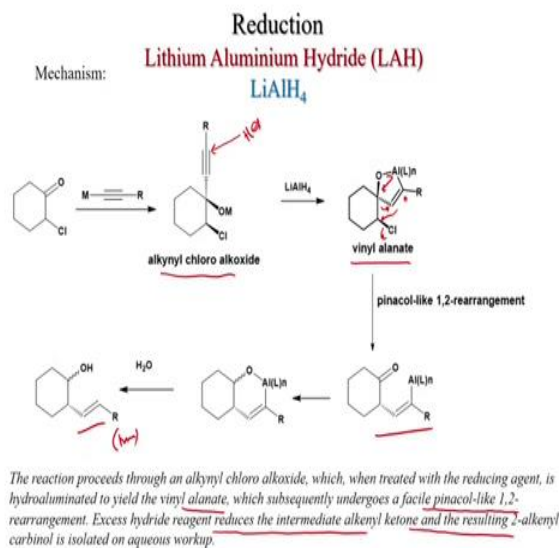 Reduction
Lithium Aluminium Hydride (LAH)
Mechanism:
LiAlH₄
R
O
Cl
M
R
OM
Cl
alkynyl chloro alkoxide
LiAlH₄
O
Al(L)n
R
Cl
vinyl alanate
pinacol-like 1,2-rearrangement
OH
R
H₂O
O
Al(L)n
R
O
Al(L)n
R
The reaction proceeds through an alkynyl chloro alkoxide, which, when treated with the reducing agent, is
hydroaluminated to yield the vinyl alanate, which subsequently undergoes a facile pinacol-like 1,2-
rearrangement. Excess hydride reagent reduces the intermediate alkenyl ketone and the resulting 2-alkenyl
carbinol is isolated on aqueous workup.